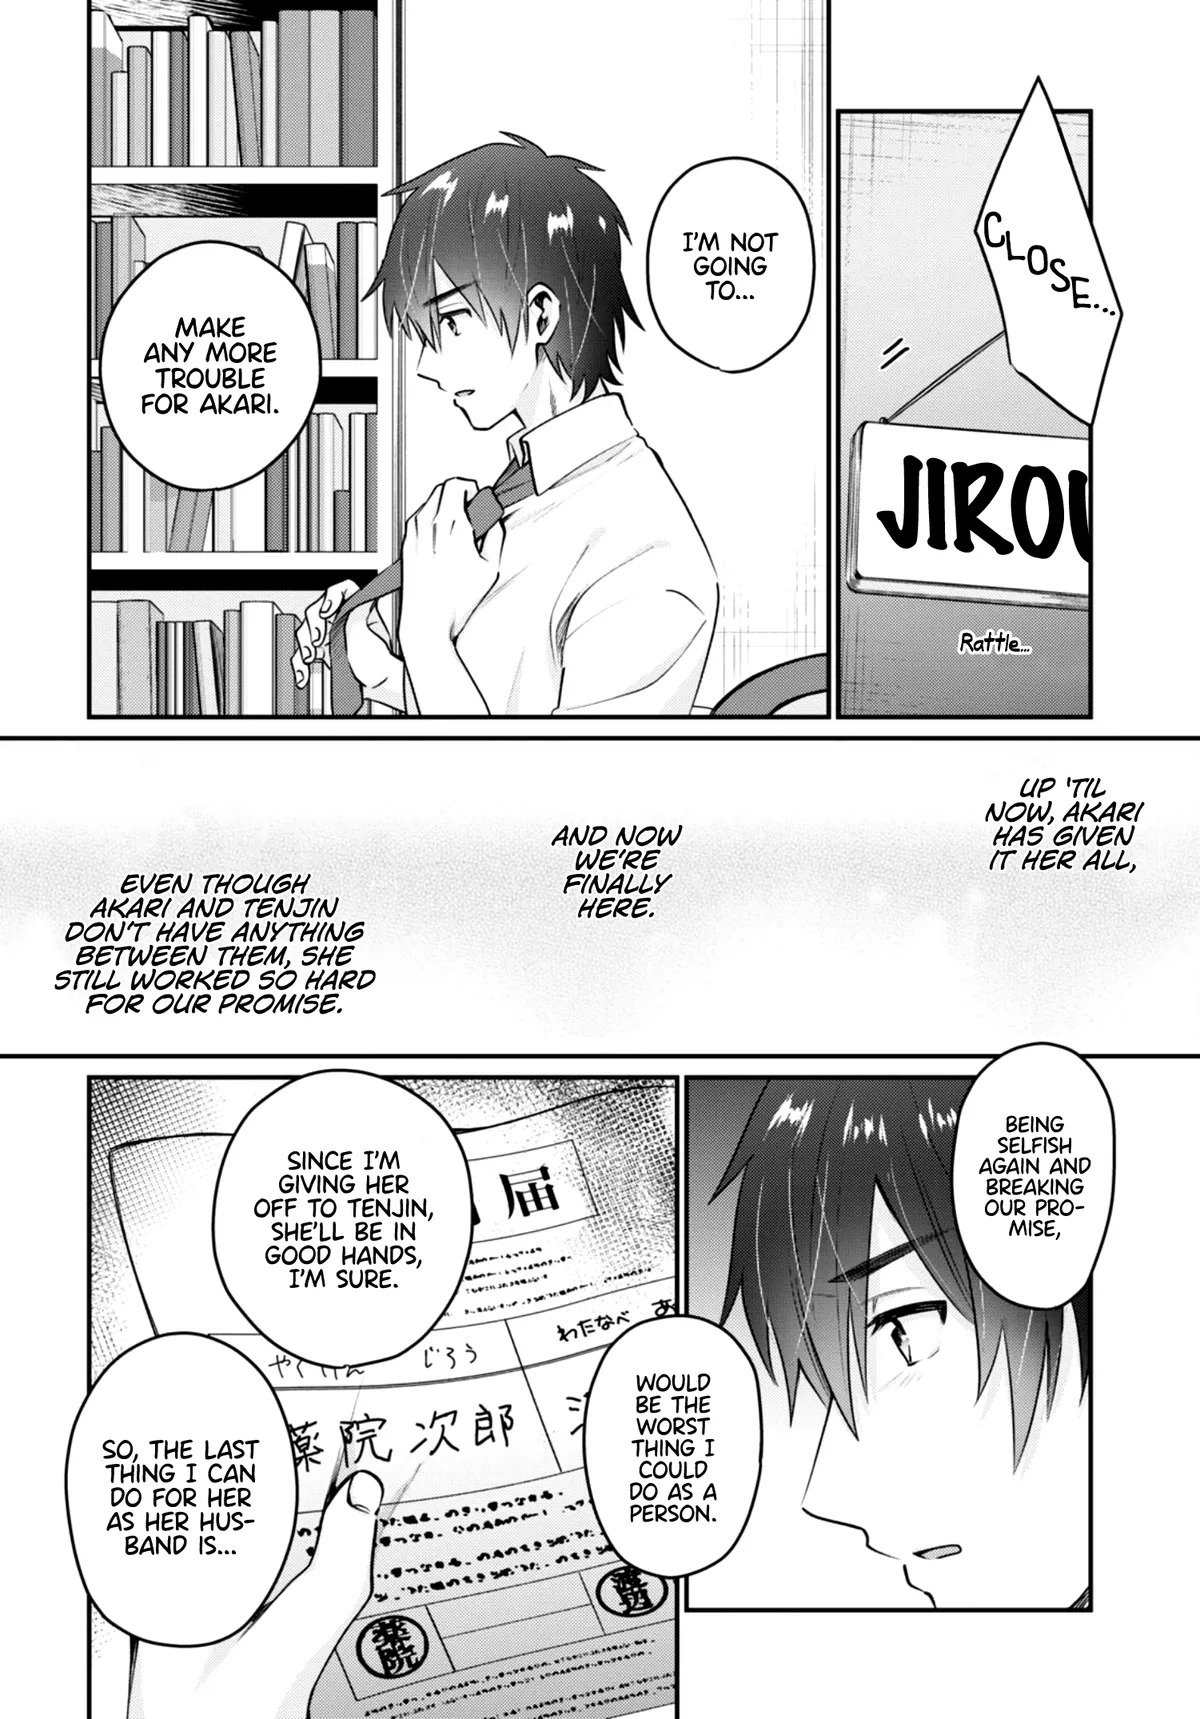 CLOSE...
JIROU
Rattle...
I'M NOT
GOING
TO...
MAKE
ANY MORE
TROUBLE
FOR AKARI.
UP 'TIL
NOW, AKARI
HAS GIVEN
IT HER ALL,
AND NOW
WE'RE
FINALLY
HERE.
EVEN THOUGH
AKARI AND TENJIN
DON'T HAVE ANYTHING
BETWEEN THEM, SHE
STILL WORKED SO HARD
FOR OUR PROMISE.
BEING
SELFISH
AGAIN AND
BREAKING
OUR PRO-
MISE,
WOULD
BE THE
WORST
THING I
COULD
DO AS A
PERSON.
SINCE I'M
GIVING HER
OFF TO TENJIN,
SHE'LL BE IN
GOOD HANDS,
I'M SURE.
届
わたなべ あ
やくいん じろう
薬院次郎
渡辺
薬院
SO, THE LAST
THING I CAN
DO FOR HER
AS HER HUS-
BAND IS...